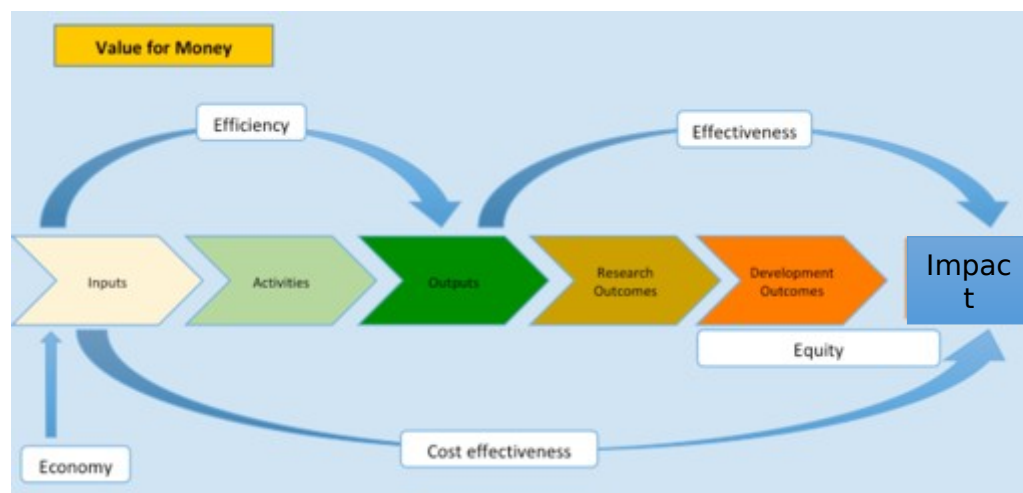 Value for Money
Efficiency
Effectiveness
Inputs
Activities
Outputs
Research
Outcomes
Development
Outcomes
Impac
t
Equity
Cost effectiveness
Economy